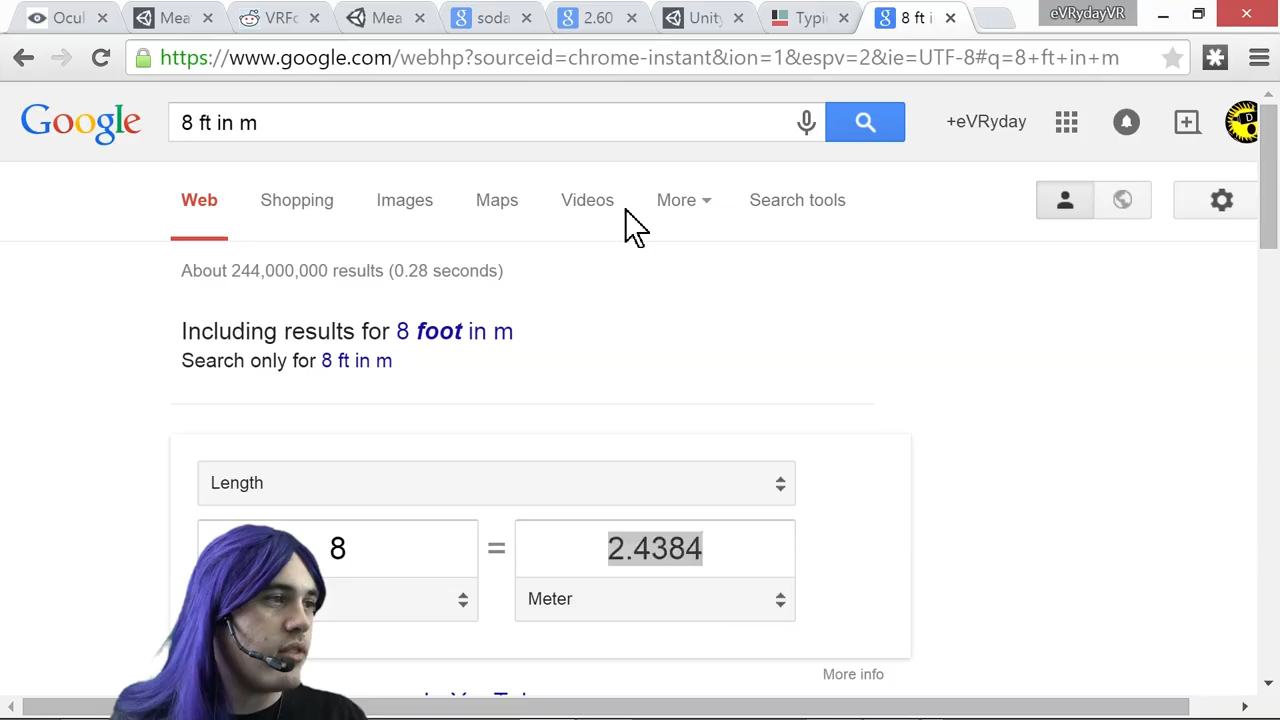 Ocul
Mea
VRFo
Mea
soda
2.60
Unity
Typi
8 ft i
eVRydayVR
https://www.google.com/webhp?sourceid=chrome-instant&ion=1&espv=2&ie=UTF-8#q=8+ft+in+m
Google
8 ft in m
+eVRyday
Web Shopping Images Maps Videos More Search tools
About 244,000,000 results (0.28 seconds)
Including results for 8 foot in m
Search only for 8 ft in m
Length
8 = 2.4384
Meter
More info